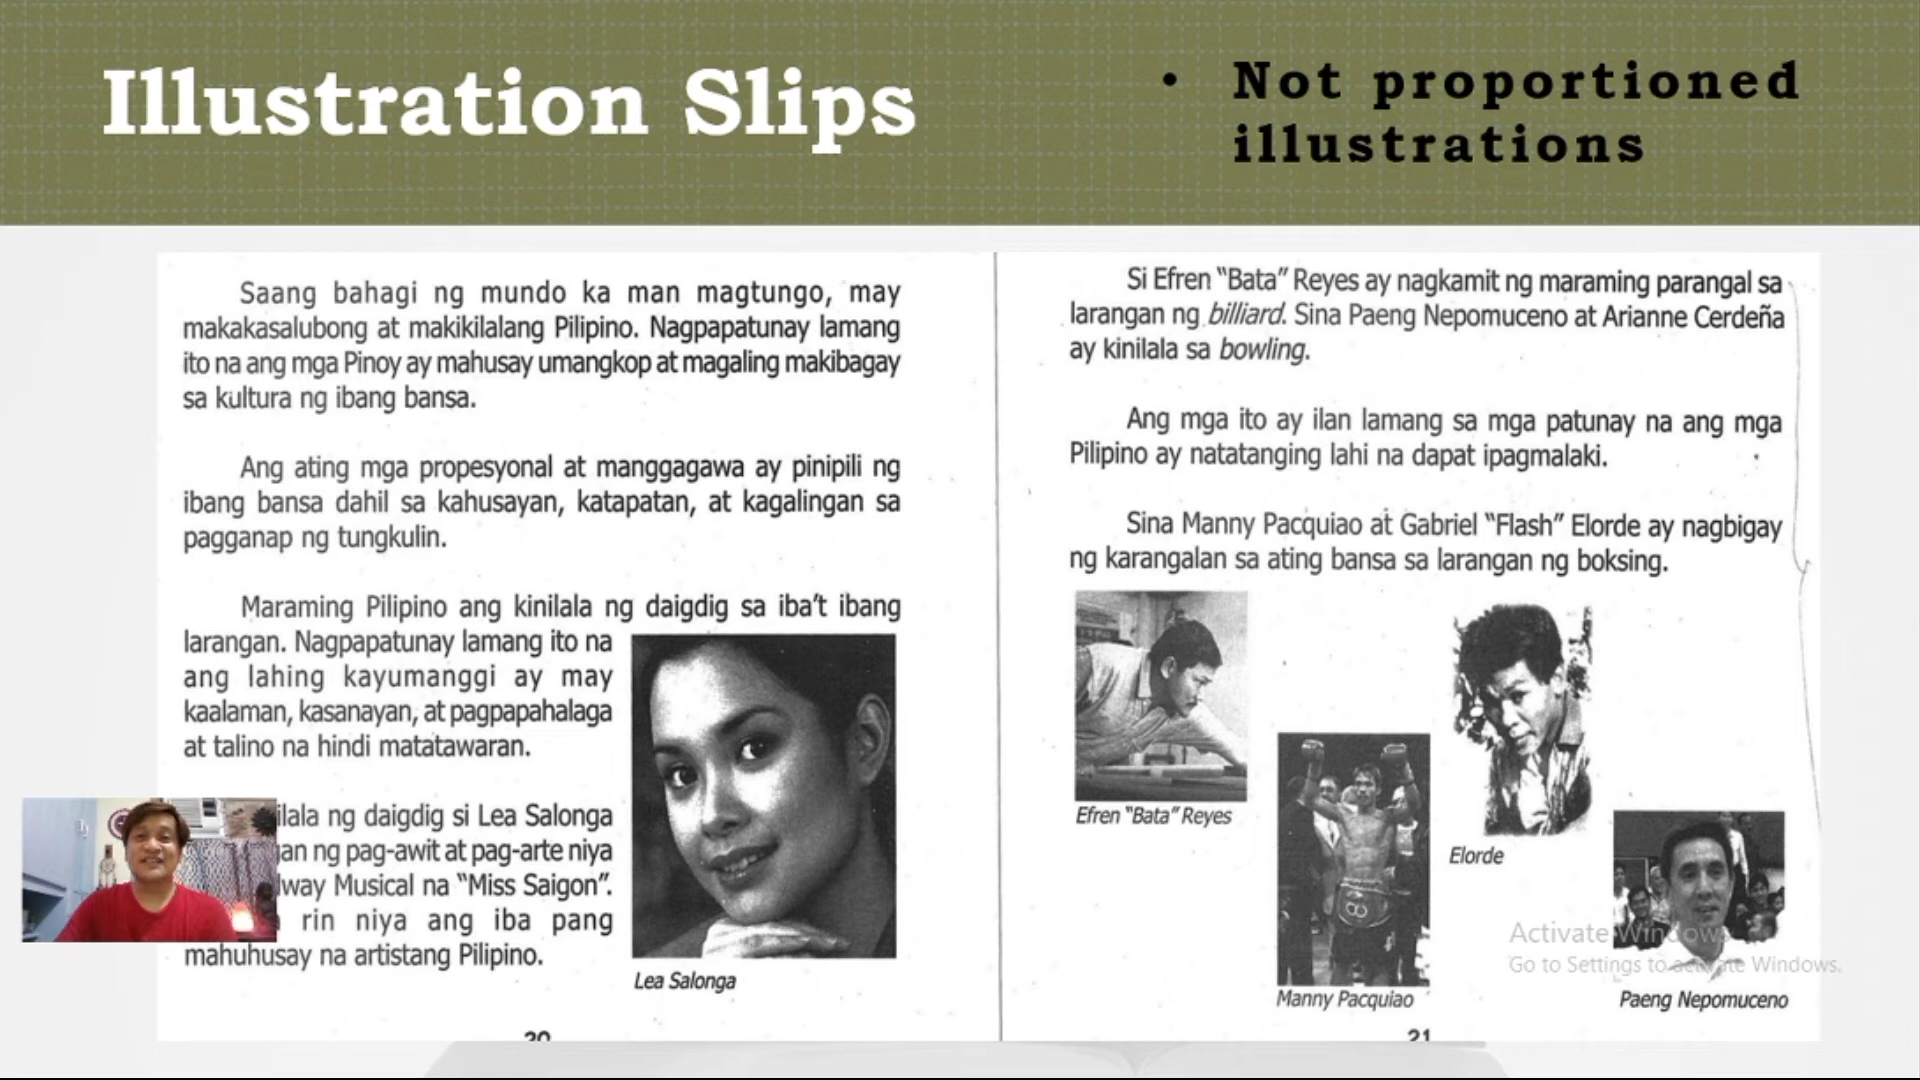 Illustration Slips
• Not proportioned
illustrations
Saang bahagi ng mundo ka man magtungo, may
makakasalubong at makikilalang Pilipino. Nagpapatunay lamang
ito na ang mga Pinoy ay mahusay umangkop at magaling makibagay
sa kultura ng ibang bansa.
Ang ating mga propesyonal at manggagawa ay pinipili ng
ibang bansa dahil sa kahusayan, katapatan, at kagalingan sa
pagganap ng tungkulin.
Maraming Pilipino ang kinilala ng daigdig sa iba't ibang
larangan. Nagpapatunay lamang ito na
ang lahing kayumanggi ay may
kaalaman, kasanayan, at pagpapahalaga
at talino na hindi matatawaran.
ng daigdig si Lea Salonga
ng pag-awit at pag-arte niya
Musical na “Miss Saigon”.
rin niya ang iba pang
mahuhusay na artistang Pilipino.
Lea Salonga
20
Si Efren “Bata” Reyes ay nagkamit ng maraming parangal sa
larangan ng billiard. Sina Paeng Nepomuceno at Arianne Cerdeña
ay kinilala sa bowling.
Ang mga ito ay ilan lamang sa mga patunay na ang mga
Pilipino ay natatanging lahi na dapat ipagmalaki.
Sina Manny Pacquiao at Gabriel “Flash” Elorde ay nagbigay
ng karangalan sa ating bansa sa larangan ng boksing.
Efren “Bata” Reyes
Elorde
Manny Pacquiao
Paeng Nepomuceno
21
Activate Windows
Go to Settings to activate Windows.